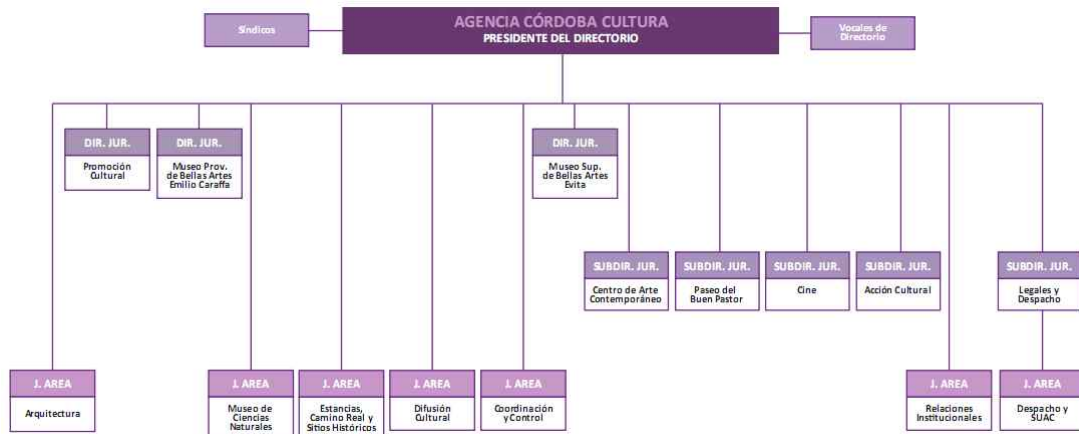 AGENCIA CÓRDOBA CULTURA
PRESIDENTE DEL DIRECTORIO
Síndicos
Vocales de
Directorio
DIR. JUR.
Promoción
Cultural
DIR. JUR.
Museo Prov.
de Bellas Artes
Emilio Caraffa
DIR. JUR.
Museo Sup.
de Bellas Artes
Evita
SUBDIR. JUR.
Centro de Arte
Contemporáneo
SUBDIR. JUR.
Paseo del
Buen Pastor
SUBDIR. JUR.
Cine
SUBDIR. JUR.
Acción Cultural
SUBDIR. JUR.
Legales y
Despacho
J. AREA
Arquitectura
J. AREA
Museo de
Ciencias
Naturales
J. AREA
Estancias,
Camino Real y
Sitios Históricos
J. AREA
Difusión
Cultural
J. AREA
Coordinación
y Control
J. AREA
Relaciones
Institucionales
J. AREA
Despacho y
SUAC